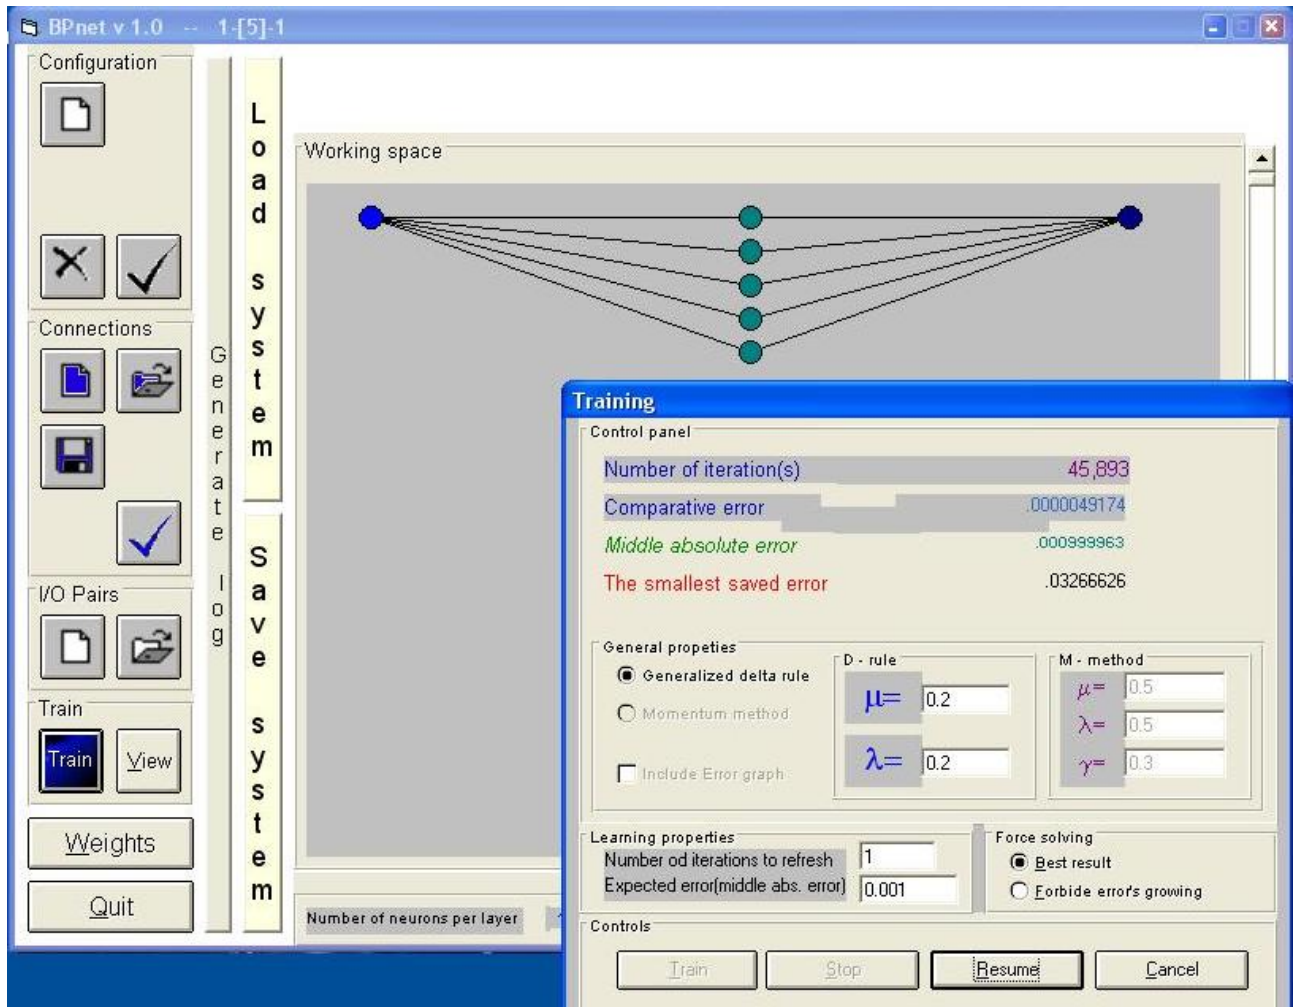 BPnet v 1.0 -- 1-[5]-1
Configuration
Connections
I/O Pairs
Train
Train
View
Weights
Quit
Generate log
Load system
Save system
Working space
Number of neurons per layer
Training
Control panel
Number of iteration(s) 45,893
Comparative error .0000049174
Middle absolute error .000999963
The smallest saved error .03266626
General propeties
Generalized delta rule
Momentum method
Include Error graph
D - rule
μ= 0.2
λ= 0.2
M - method
μ= 0.5
λ= 0.5
γ= 0.3
Learning properties
Number od iterations to refresh 1
Expected error(middle abs. error) 0.001
Force solving
Best result
Forbide error's growing
Controls
Train Stop Resume Cancel